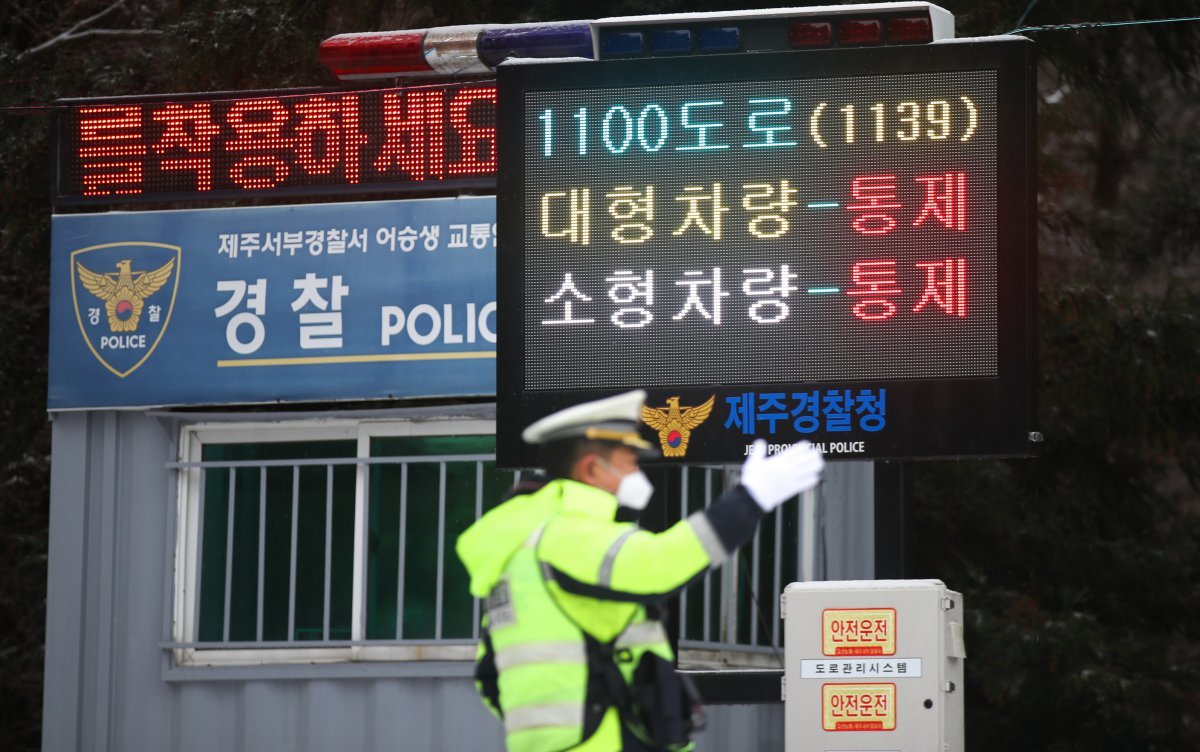 를착용하세요
제주서부경찰서 어승생 교통
경찰 POLIC
경 찰
POLICE
1100도로(1139)
대형차량-통제
소형차량-통제
제주경찰청
PROVINCIAL POLICE
안전운전
도로관리시스템
안전운전